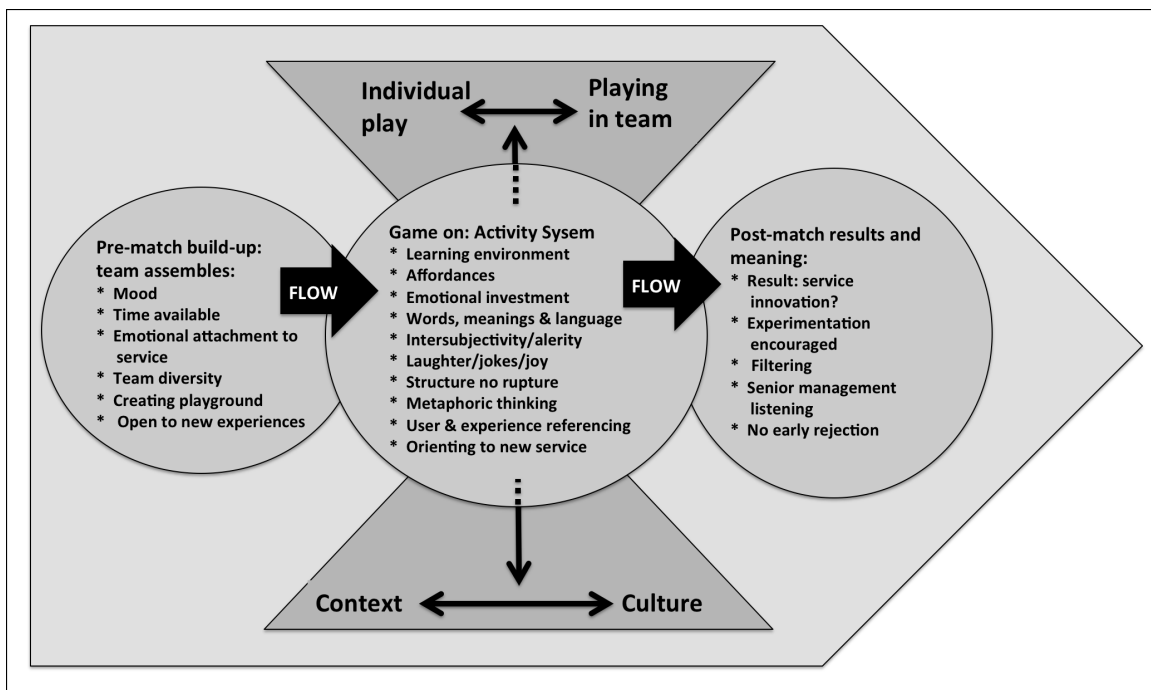 Individual
play
Playing
in team
Pre-match build-up:
team assembles:
* Mood
* Time available
* Emotional attachment to
service
* Team diversity
* Creating playground
* Open to new experiences
FLOW
Game on: Activity Sysem
* Learning environment
* Affordances
* Emotional investment
* Words, meanings & language
* Intersubjectivity/alerity
* Laughter/jokes/joy
* Structure no rupture
* Metaphoric thinking
* User & experience referencing
* Orienting to new service
FLOW
Post-match results and
meaning:
* Result: service
innovation?
* Experimentation
encouraged
* Filtering
* Senior management
listening
* No early rejection
Context
Culture